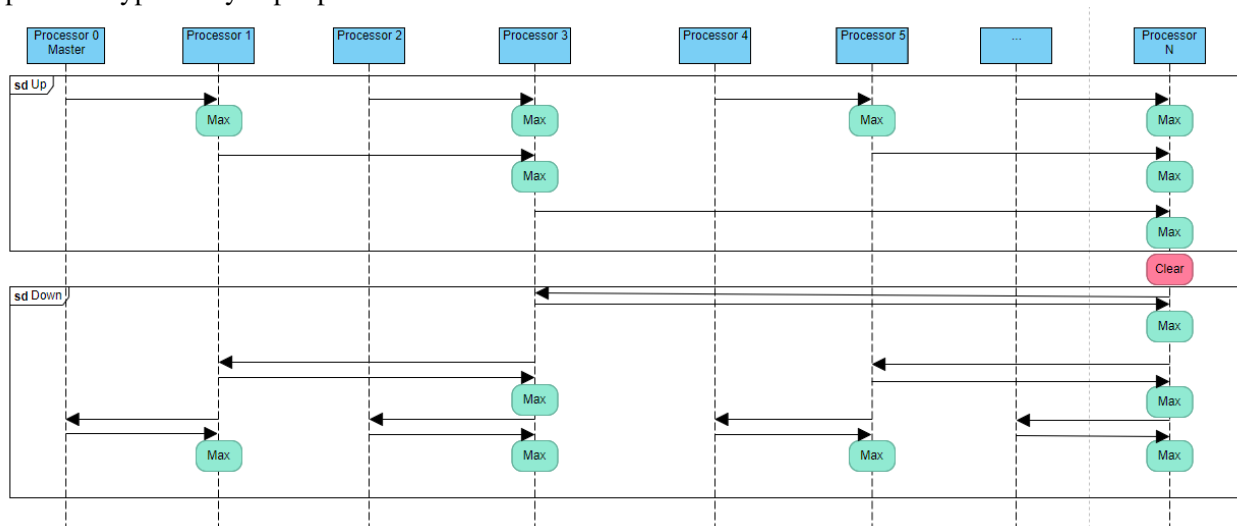 Processor 0
Master
Processor 1
Processor 2
Processor 3
Processor 4
Processor 5
...
Processor
N
sd Up
Max
Max
Max
Max
Max
Max
Max
Clear
sd Down
Max
Max
Max
Max
Max
Max
Max